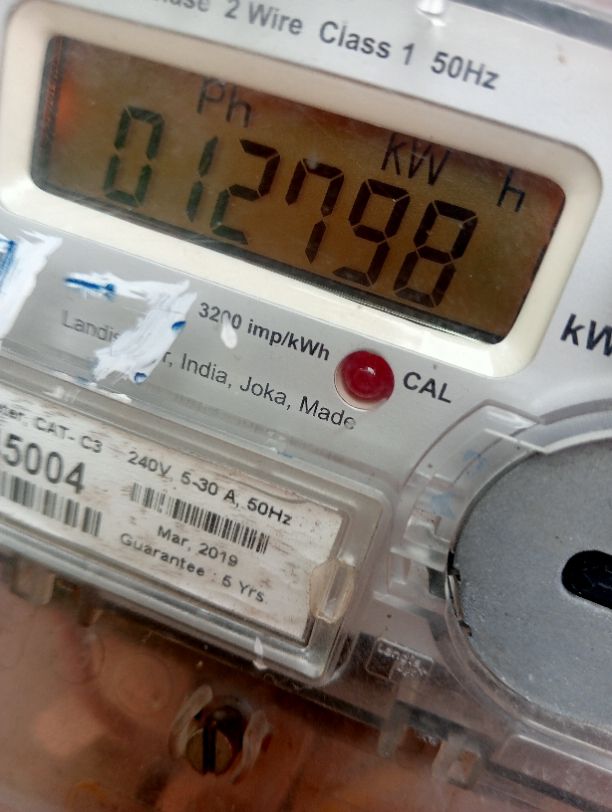 2 Wire Class 1 50Hz
Ph kW h
012798
3200 imp/kWh
CAL
India, Joka, Made
CAT- C3
5004
240V, 5-30 A, 50Hz
Mar, 2019
Guarantee : 5 Yrs.